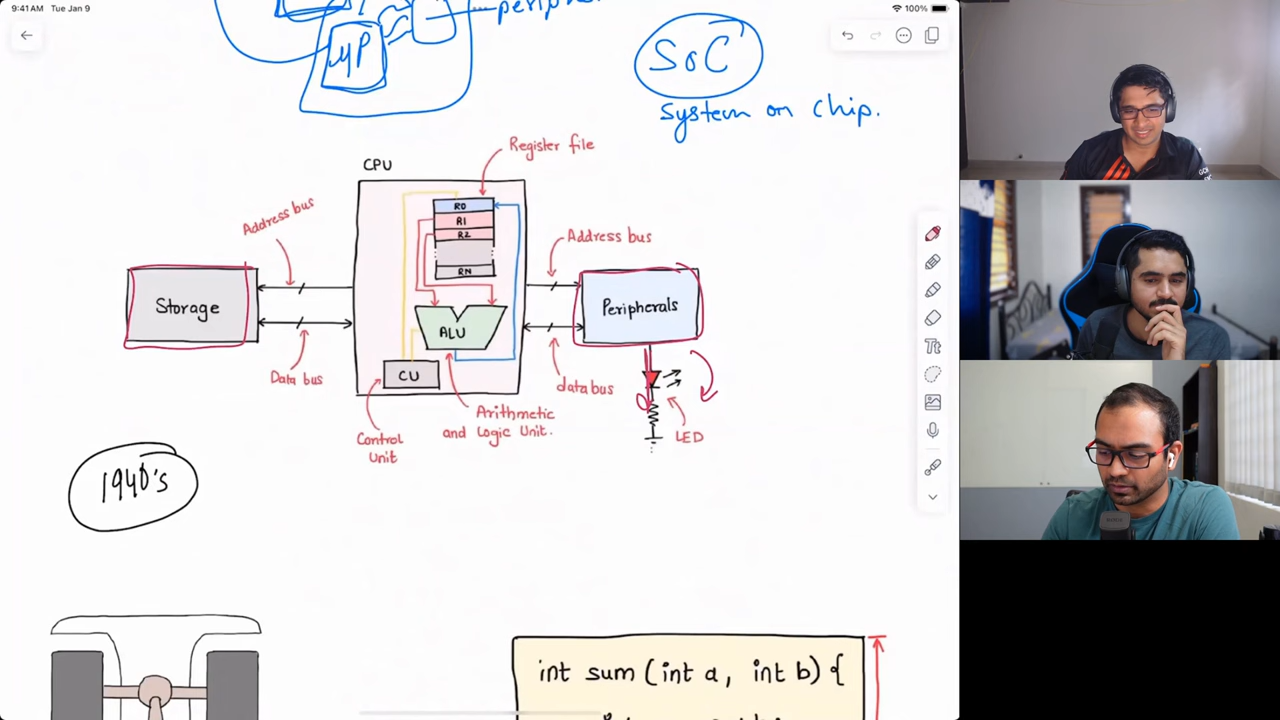 9:41 AM Tue Jan 9
100%
μP
SoC
system on chip.
Register file
CPU
R0
R1
R2
RN
Address bus
Address bus
Storage
Peripherals
ALU
CU
Data bus
data bus
Arithmetic
and Logic Unit.
Control
Unit
LED
1940's
Tt
int sum (int a, int b) {